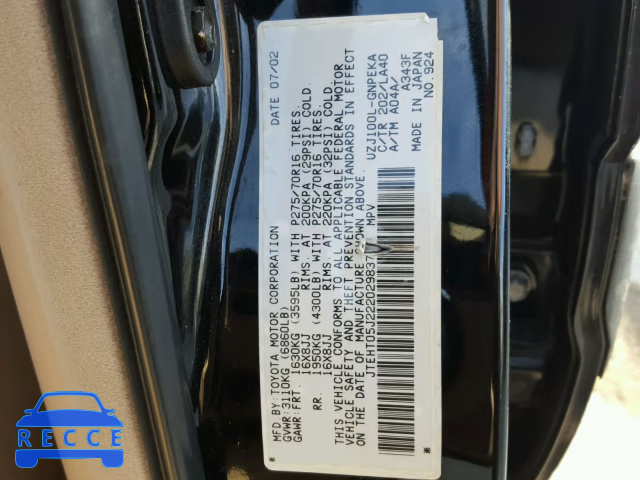 MFD.BY:TOYOTA MOTOR CORPORATION DATE 07/02
GVWR:3110KG (6860LB)
GAWR:FRT. 1630KG (3595LB) WITH P275/70R16 TIRES.
16X8JJ RIMS. AT 200KPA (29PSI) COLD.
RR. 1950KG (4300LB) WITH P275/70R16 TIRES.
16X8JJ RIMS. AT 220KPA (32PSI) COLD.
THIS VEHICLE CONFORMS TO ALL APPLICABLE FEDERAL MOTOR
VEHICLE SAFETY AND THEFT PREVENTION STANDARDS IN EFFECT
ON THE DATE OF MANUFACTURE SHOWN ABOVE.
JTEHT05J222029837 MPV UZJ100L-GNPEKA
C/TR 202/LA40
A/TM A04A/ A343F
MADE IN JAPAN
NO.924
RECCE